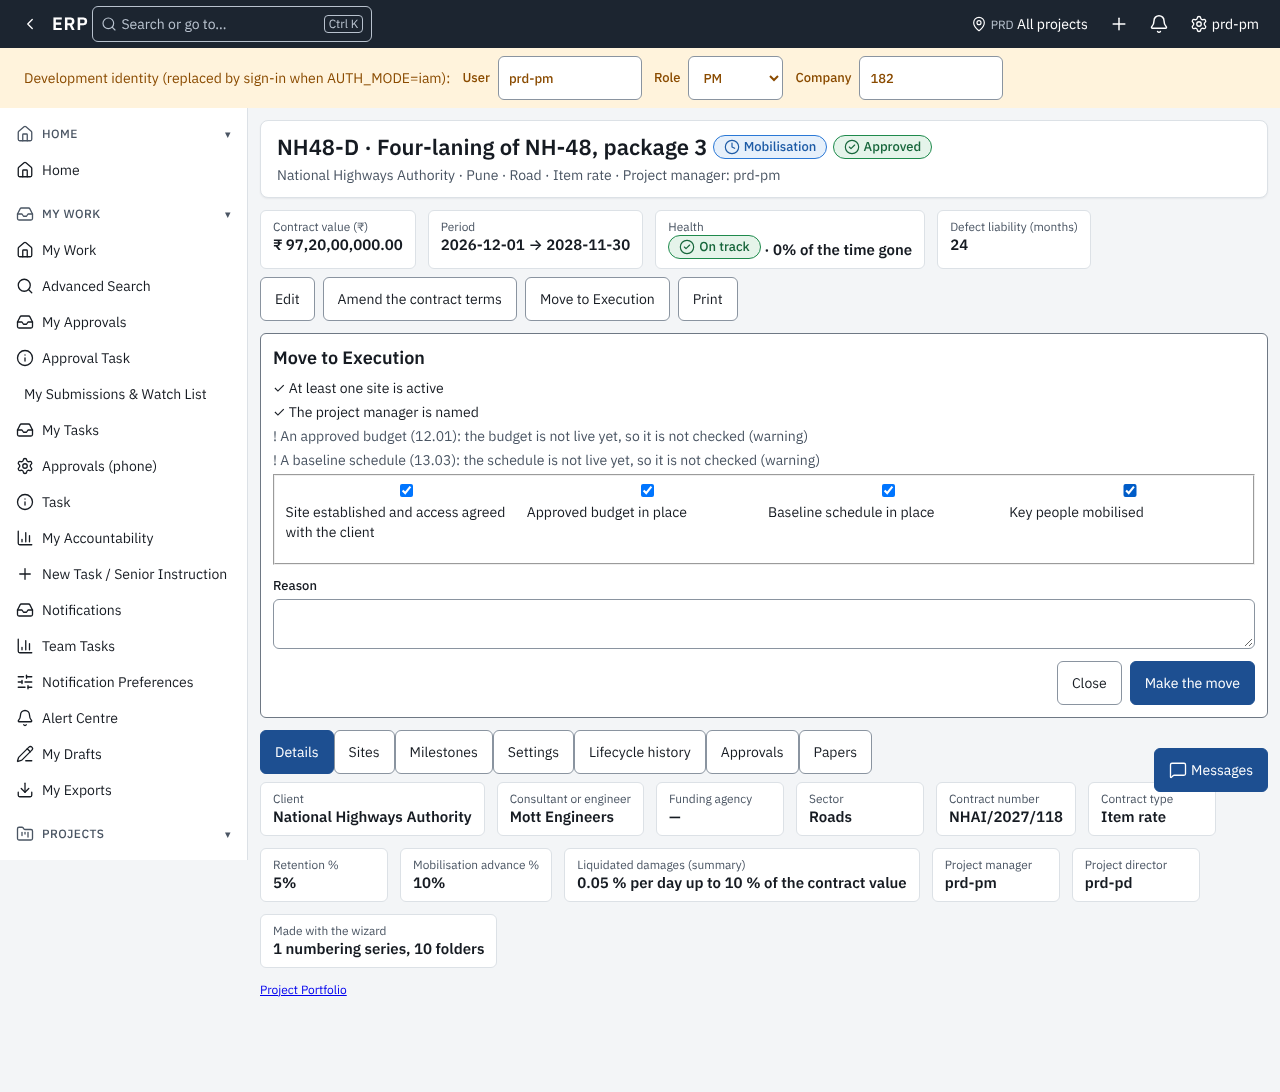 ERP
Search or go to...
Ctrl K
PRD All projects
prd-pm
Development identity (replaced by sign-in when AUTH_MODE=iam):
User
prd-pm
Role
PM
Company
182
HOME
Home
MY WORK
My Work
Advanced Search
My Approvals
Approval Task
My Submissions & Watch List
My Tasks
Approvals (phone)
Task
My Accountability
New Task / Senior Instruction
Notifications
Team Tasks
Notification Preferences
Alert Centre
My Drafts
My Exports
PROJECTS
NH48-D · Four-laning of NH-48, package 3
Mobilisation
Approved
National Highways Authority · Pune · Road · Item rate · Project manager: prd-pm
Contract value (₹)
₹ 97,20,00,000.00
Period
2026-12-01 → 2028-11-30
Health
On track · 0% of the time gone
Defect liability (months)
24
Edit
Amend the contract terms
Move to Execution
Print
Move to Execution
✓ At least one site is active
✓ The project manager is named
! An approved budget (12.01): the budget is not live yet, so it is not checked (warning)
! A baseline schedule (13.03): the schedule is not live yet, so it is not checked (warning)
Site established and access agreed
with the client
Approved budget in place
Baseline schedule in place
Key people mobilised
Reason
Close
Make the move
Details
Sites
Milestones
Settings
Lifecycle history
Approvals
Papers
Messages
Client
National Highways Authority
Consultant or engineer
Mott Engineers
Funding agency
—
Sector
Roads
Contract number
NHAI/2027/118
Contract type
Item rate
Retention %
5%
Mobilisation advance %
10%
Liquidated damages (summary)
0.05 % per day up to 10 % of the contract value
Project manager
prd-pm
Project director
prd-pd
Made with the wizard
1 numbering series, 10 folders
Project Portfolio